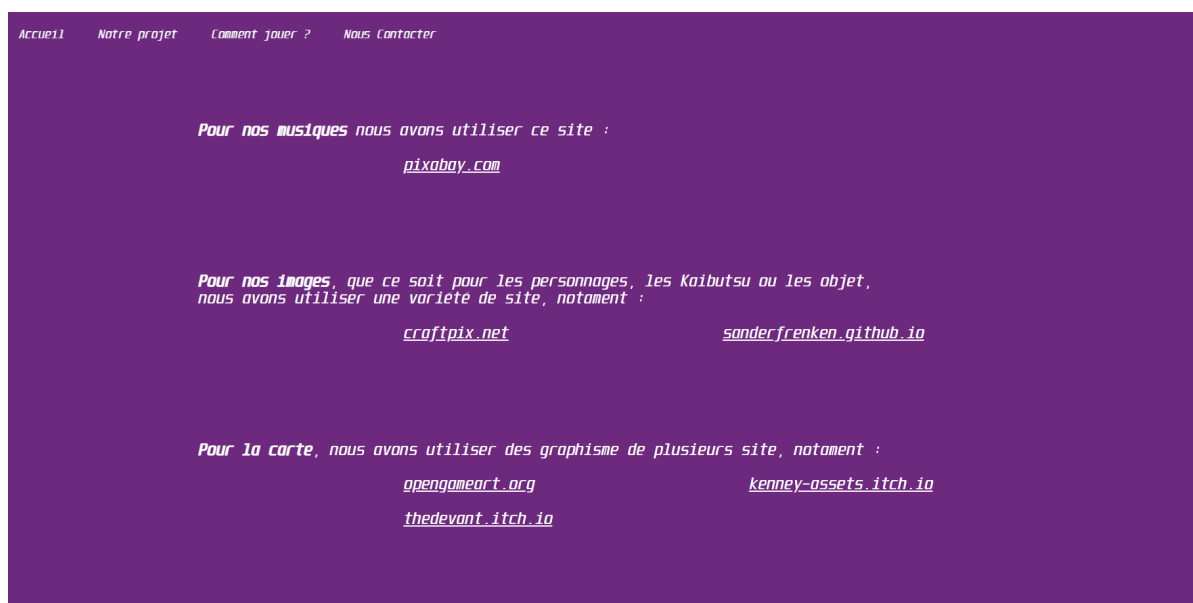 Accueil Notre projet Comment jouer ? Nous Contacter
Pour nos musiques nous avons utiliser ce site :
pixabay.com
Pour nos images, que ce soit pour les personnages, les Kaibutsu ou les objet,
nous avons utiliser une variété de site, notament :
craftpix.net sanderfrenken.github.io
Pour la carte, nous avons utiliser des graphisme de plusieurs site, notament :
opengameart.org kenney-assets.itch.io
thedevant.itch.io